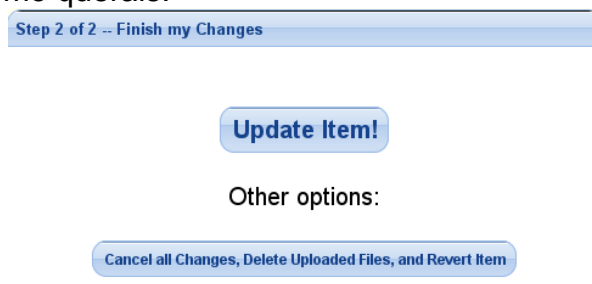 Step 2 of 2 -- Finish my Changes
Update Item!
Other options:
Cancel all Changes, Delete Uploaded Files, and Revert Item